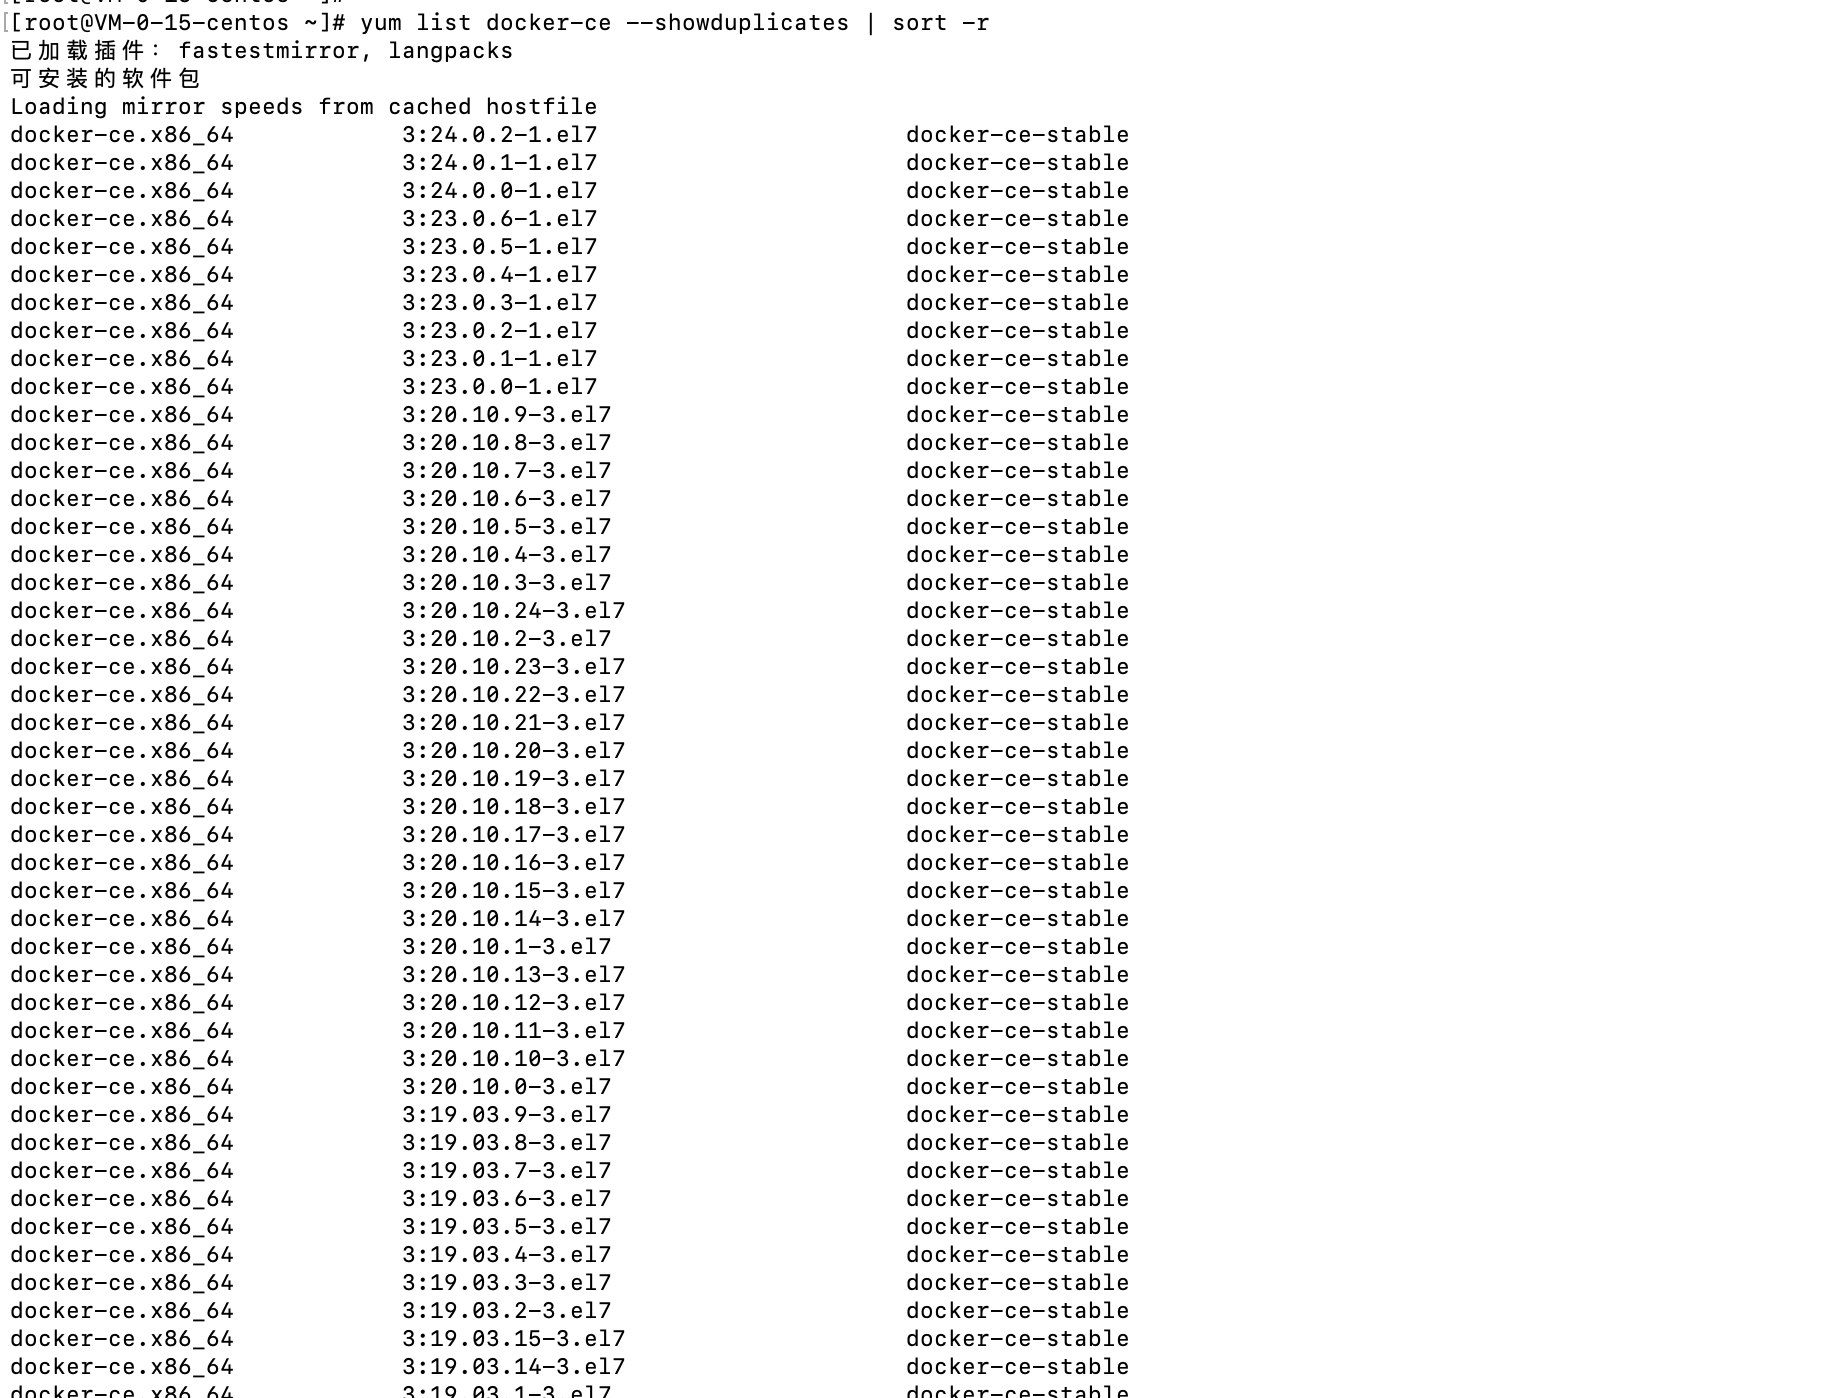 [[root@VM-0-15-centos ~]# yum list docker-ce --showduplicates | sort -r
已加载插件：fastestmirror, langpacks
可安装的软件包
Loading mirror speeds from cached hostfile
docker-ce.x86_64 3:24.0.2-1.el7 docker-ce-stable
docker-ce.x86_64 3:24.0.1-1.el7 docker-ce-stable
docker-ce.x86_64 3:24.0.0-1.el7 docker-ce-stable
docker-ce.x86_64 3:23.0.6-1.el7 docker-ce-stable
docker-ce.x86_64 3:23.0.5-1.el7 docker-ce-stable
docker-ce.x86_64 3:23.0.4-1.el7 docker-ce-stable
docker-ce.x86_64 3:23.0.3-1.el7 docker-ce-stable
docker-ce.x86_64 3:23.0.2-1.el7 docker-ce-stable
docker-ce.x86_64 3:23.0.1-1.el7 docker-ce-stable
docker-ce.x86_64 3:23.0.0-1.el7 docker-ce-stable
docker-ce.x86_64 3:20.10.9-3.el7 docker-ce-stable
docker-ce.x86_64 3:20.10.8-3.el7 docker-ce-stable
docker-ce.x86_64 3:20.10.7-3.el7 docker-ce-stable
docker-ce.x86_64 3:20.10.6-3.el7 docker-ce-stable
docker-ce.x86_64 3:20.10.5-3.el7 docker-ce-stable
docker-ce.x86_64 3:20.10.4-3.el7 docker-ce-stable
docker-ce.x86_64 3:20.10.3-3.el7 docker-ce-stable
docker-ce.x86_64 3:20.10.24-3.el7 docker-ce-stable
docker-ce.x86_64 3:20.10.2-3.el7 docker-ce-stable
docker-ce.x86_64 3:20.10.23-3.el7 docker-ce-stable
docker-ce.x86_64 3:20.10.22-3.el7 docker-ce-stable
docker-ce.x86_64 3:20.10.21-3.el7 docker-ce-stable
docker-ce.x86_64 3:20.10.20-3.el7 docker-ce-stable
docker-ce.x86_64 3:20.10.19-3.el7 docker-ce-stable
docker-ce.x86_64 3:20.10.18-3.el7 docker-ce-stable
docker-ce.x86_64 3:20.10.17-3.el7 docker-ce-stable
docker-ce.x86_64 3:20.10.16-3.el7 docker-ce-stable
docker-ce.x86_64 3:20.10.15-3.el7 docker-ce-stable
docker-ce.x86_64 3:20.10.14-3.el7 docker-ce-stable
docker-ce.x86_64 3:20.10.1-3.el7 docker-ce-stable
docker-ce.x86_64 3:20.10.13-3.el7 docker-ce-stable
docker-ce.x86_64 3:20.10.12-3.el7 docker-ce-stable
docker-ce.x86_64 3:20.10.11-3.el7 docker-ce-stable
docker-ce.x86_64 3:20.10.10-3.el7 docker-ce-stable
docker-ce.x86_64 3:20.10.0-3.el7 docker-ce-stable
docker-ce.x86_64 3:19.03.9-3.el7 docker-ce-stable
docker-ce.x86_64 3:19.03.8-3.el7 docker-ce-stable
docker-ce.x86_64 3:19.03.7-3.el7 docker-ce-stable
docker-ce.x86_64 3:19.03.6-3.el7 docker-ce-stable
docker-ce.x86_64 3:19.03.5-3.el7 docker-ce-stable
docker-ce.x86_64 3:19.03.4-3.el7 docker-ce-stable
docker-ce.x86_64 3:19.03.3-3.el7 docker-ce-stable
docker-ce.x86_64 3:19.03.2-3.el7 docker-ce-stable
docker-ce.x86_64 3:19.03.15-3.el7 docker-ce-stable
docker-ce.x86_64 3:19.03.14-3.el7 docker-ce-stable
docker-ce.x86_64 3:19.03.1-3.el7 docker-ce-stable